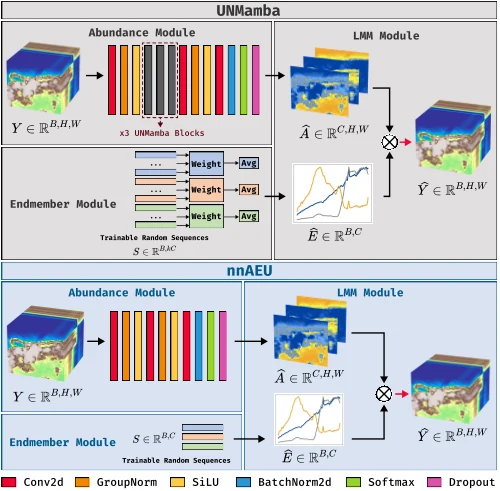 UNMamba
Abundance Module
LMM Module
Y ∈ ℝ^{B,H,W}
x3 UNMamba Blocks
Â ∈ ℝ^{C,H,W}
Ŷ ∈ ℝ^{B,H,W}
Endmember Module
... Weight Avg
... Weight Avg
... Weight Avg
Trainable Random Sequences
S ∈ ℝ^{B,kC}
Ê ∈ ℝ^{B,C}
nnAEU
Abundance Module
LMM Module
Y ∈ ℝ^{B,H,W}
Â ∈ ℝ^{C,H,W}
Ŷ ∈ ℝ^{B,H,W}
Endmember Module
S ∈ ℝ^{B,C}
Trainable Random Sequences
Ê ∈ ℝ^{B,C}
Conv2d GroupNorm SiLU BatchNorm2d Softmax Dropout